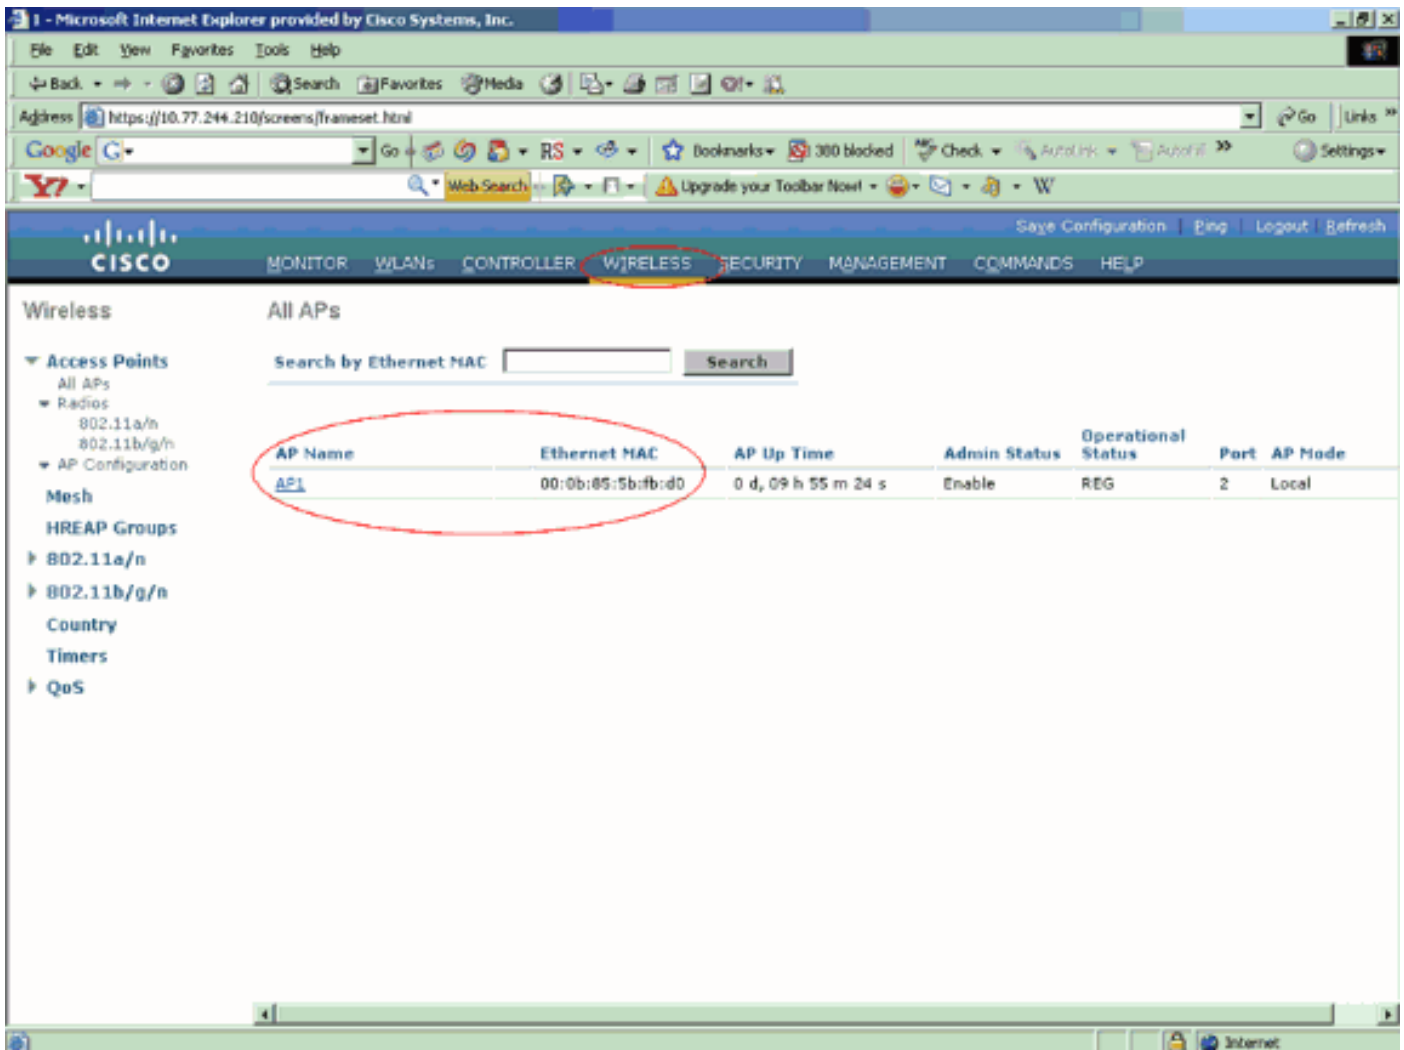 1 - Microsoft Internet Explorer provided by Cisco Systems, Inc.
File Edit View Favorites Tools Help
Back Search Favorites Media
Address https://10.77.244.210/screens/frameset.html Go Links »
Google G Go RS Bookmarks 300 blocked Check AutoLink AutoFill » Settings
Y7 Web Search Upgrade your Toolbar Now! W
Save Configuration | Ping | Logout | Refresh
CISCO
MONITOR WLANs CONTROLLER WIRELESS SECURITY MANAGEMENT COMMANDS HELP
Wireless
Access Points
All APs
Radios
802.11a/n
802.11b/g/n
AP Configuration
Mesh
HREAP Groups
802.11a/n
802.11b/g/n
Country
Timers
QoS
All APs
Search by Ethernet MAC Search
AP Name Ethernet MAC AP Up Time Admin Status Operational Status Port AP Mode
AP1 00:0b:85:5b:fb:d0 0 d, 09 h 55 m 24 s Enable REG 2 Local
Internet